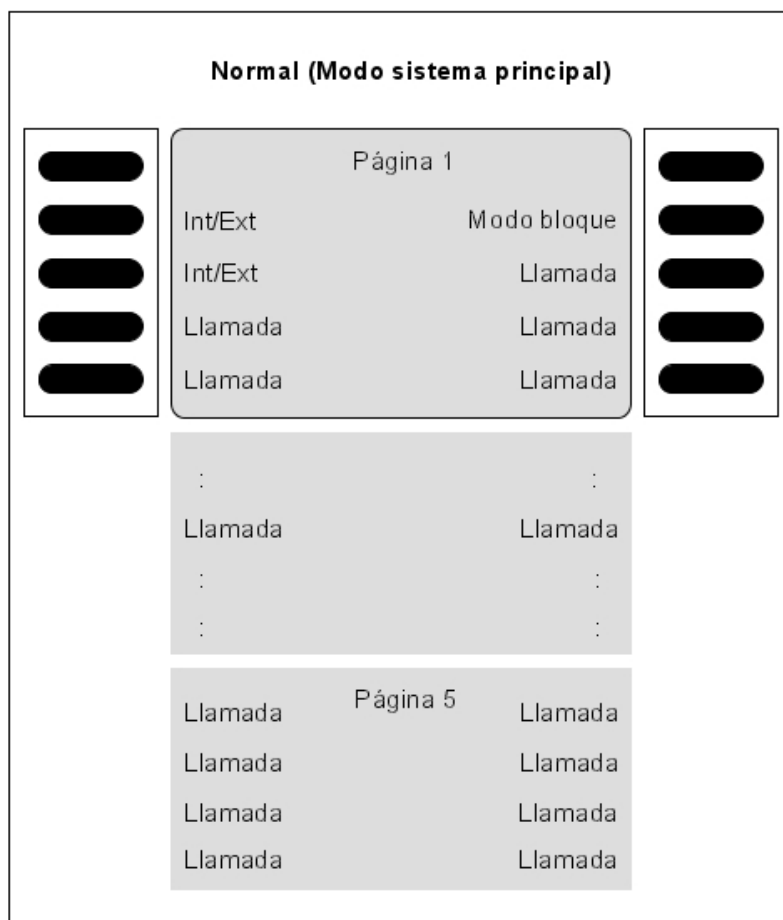 Normal (Modo sistema principal)
Página 1
Int/Ext Modo bloque
Int/Ext Llamada
Llamada Llamada
Llamada Llamada
: :
Llamada Llamada
: :
: :
Llamada Página 5 Llamada
Llamada Llamada
Llamada Llamada
Llamada Llamada